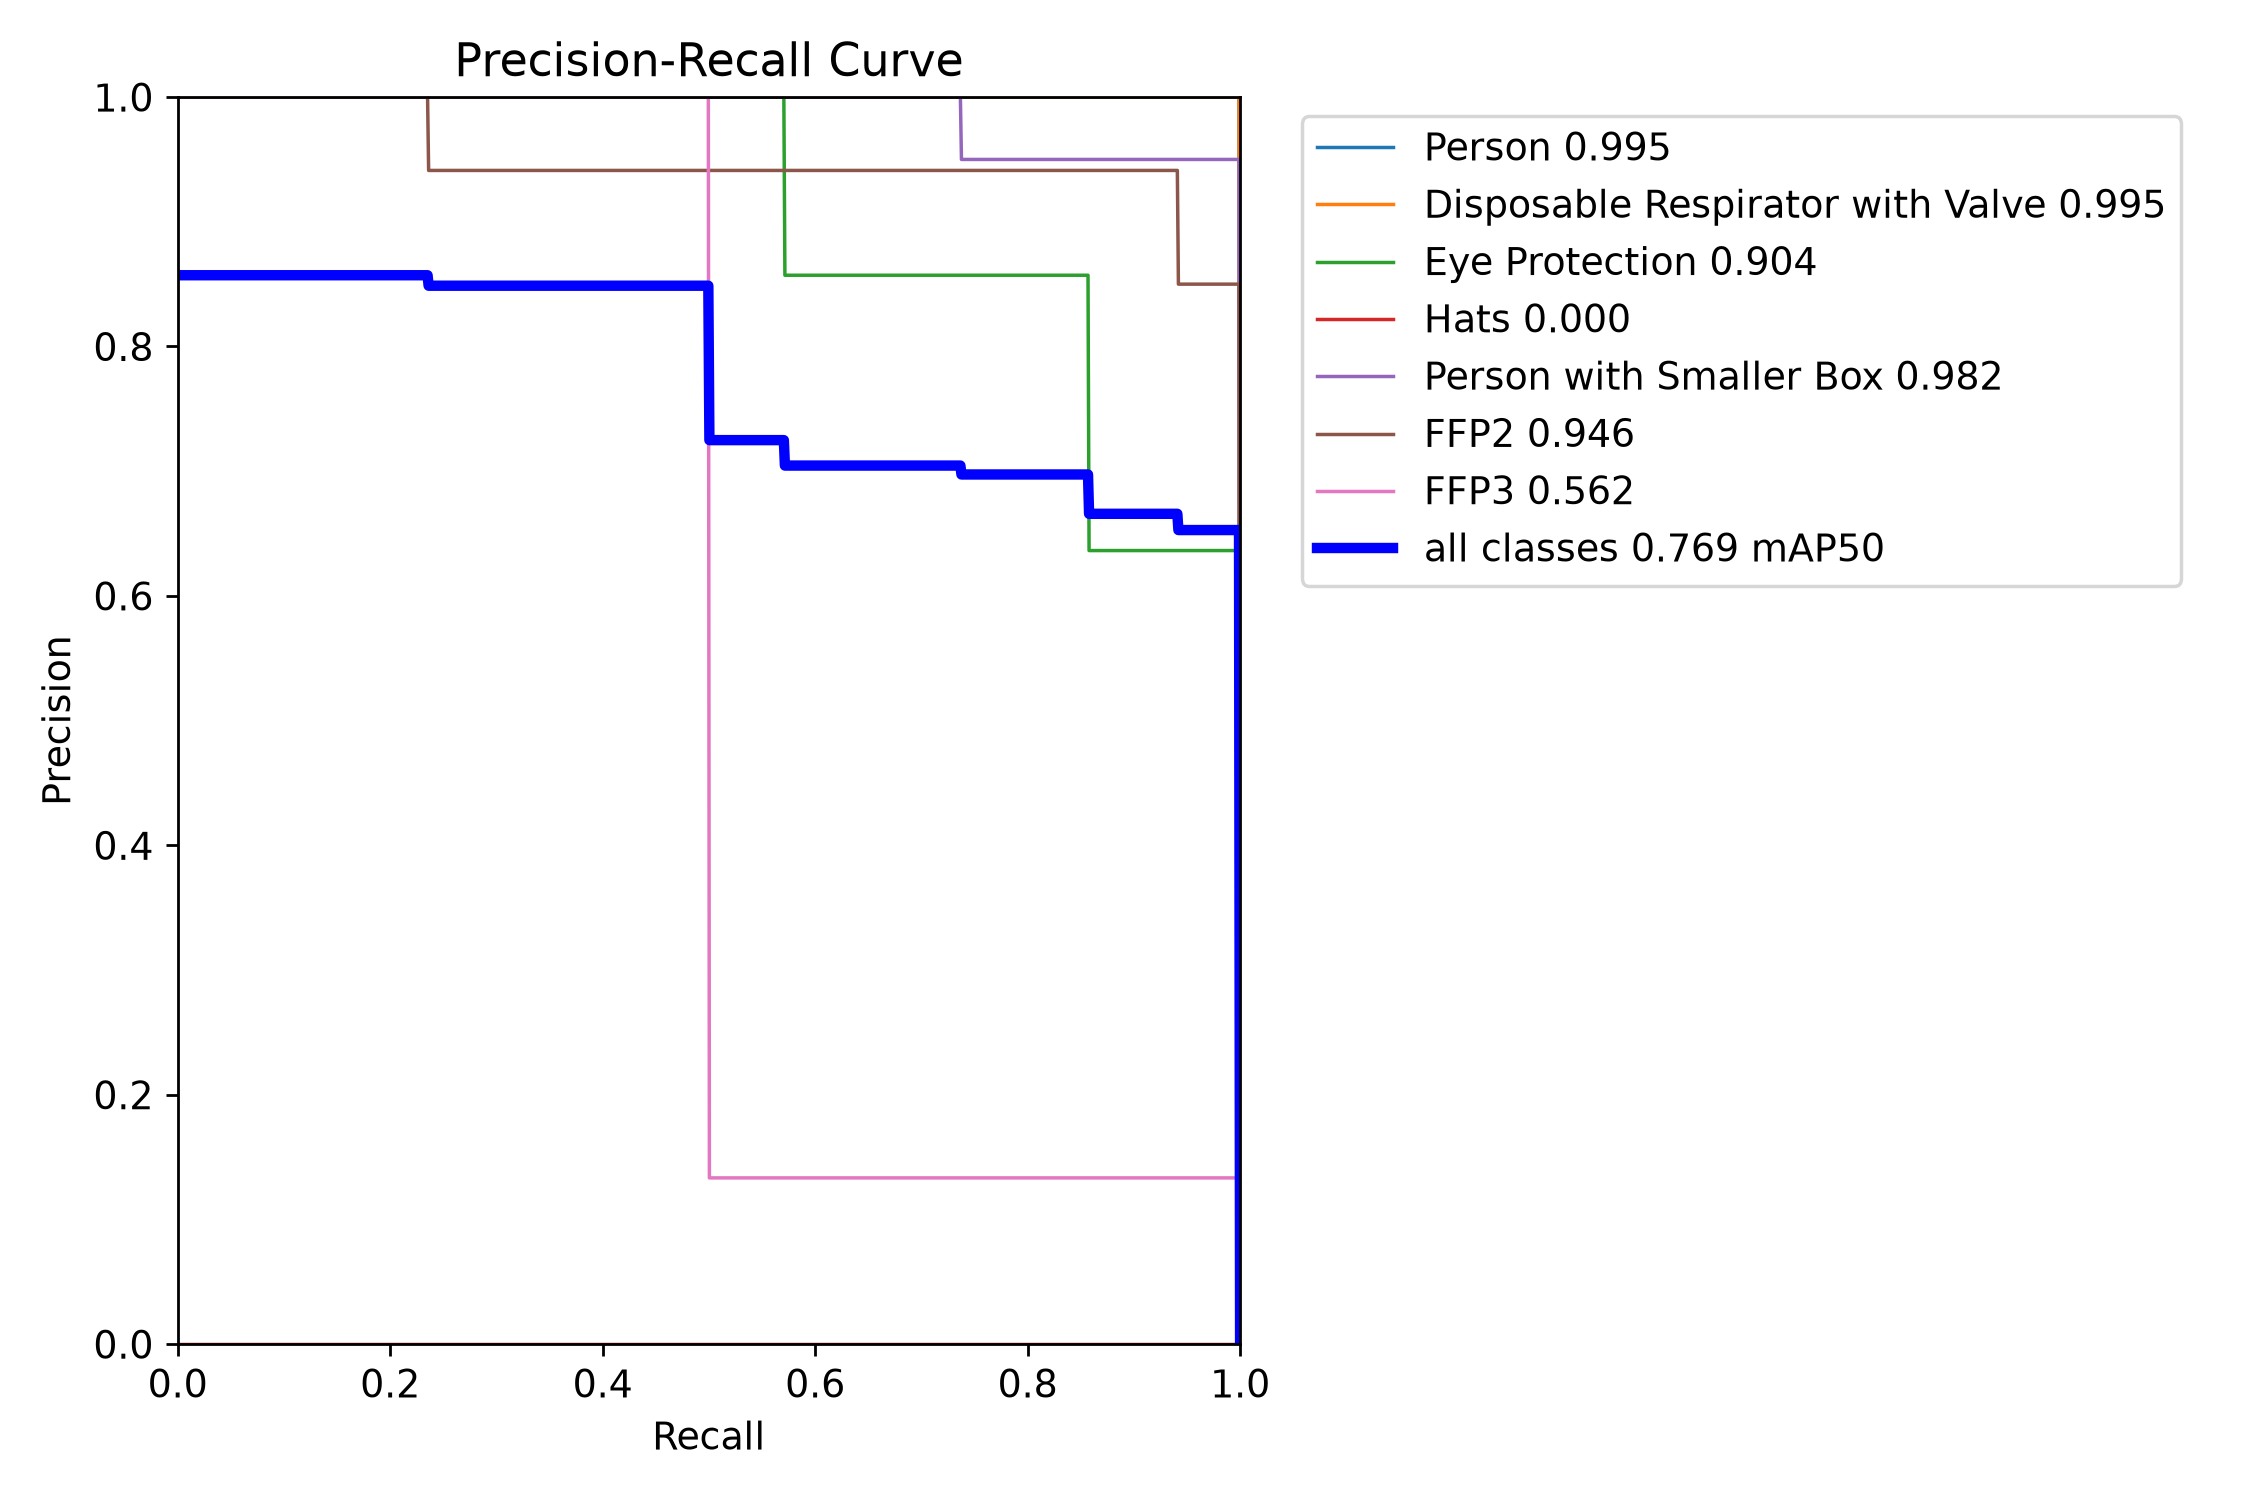 Precision-Recall Curve
1.0
0.8
0.6
0.4
0.2
0.0
Precision
0.0 0.2 0.4 0.6 0.8 1.0
Recall
Person 0.995
Disposable Respirator with Valve 0.995
Eye Protection 0.904
Hats 0.000
Person with Smaller Box 0.982
FFP2 0.946
FFP3 0.562
all classes 0.769 mAP50